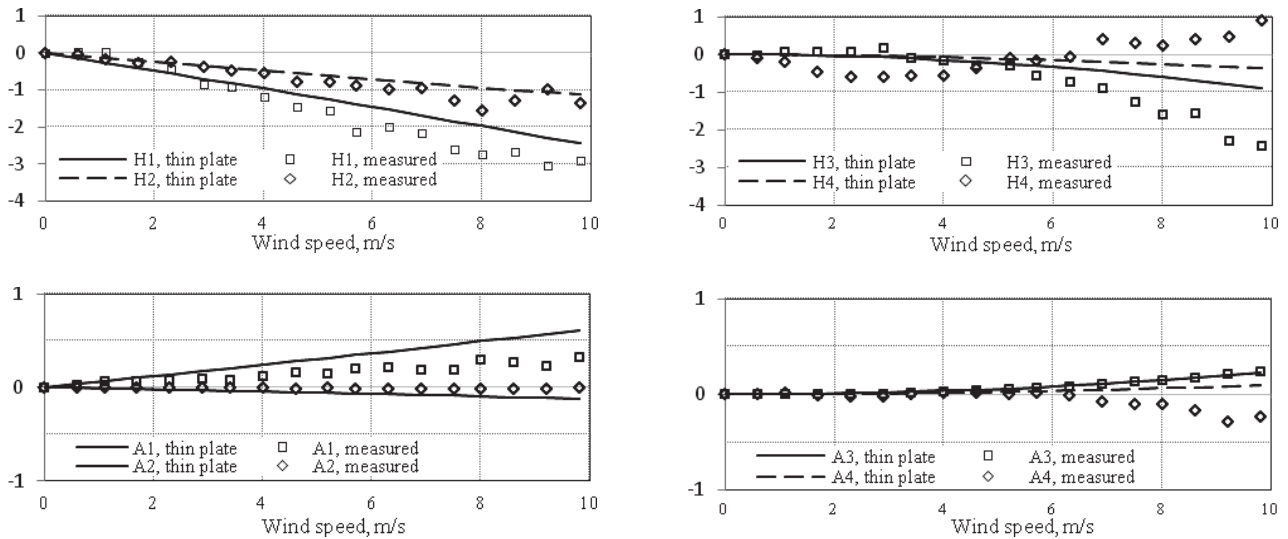 1
0
-1
-2
-3
-4
H1, thin plate H1, measured
H2, thin plate H2, measured
0 2 4 6 8 10
Wind speed, m/s
1
0
-1
-2
-3
-4
H3, thin plate H3, measured
H4, thin plate H4, measured
0 2 4 6 8 10
Wind speed, m/s
1
0
-1
A1, thin plate A1, measured
A2, thin plate A2, measured
0 2 4 6 8 10
Wind speed, m/s
1
0
-1
A3, thin plate A3, measured
A4, thin plate A4, measured
0 2 4 6 8 10
Wind speed, m/s